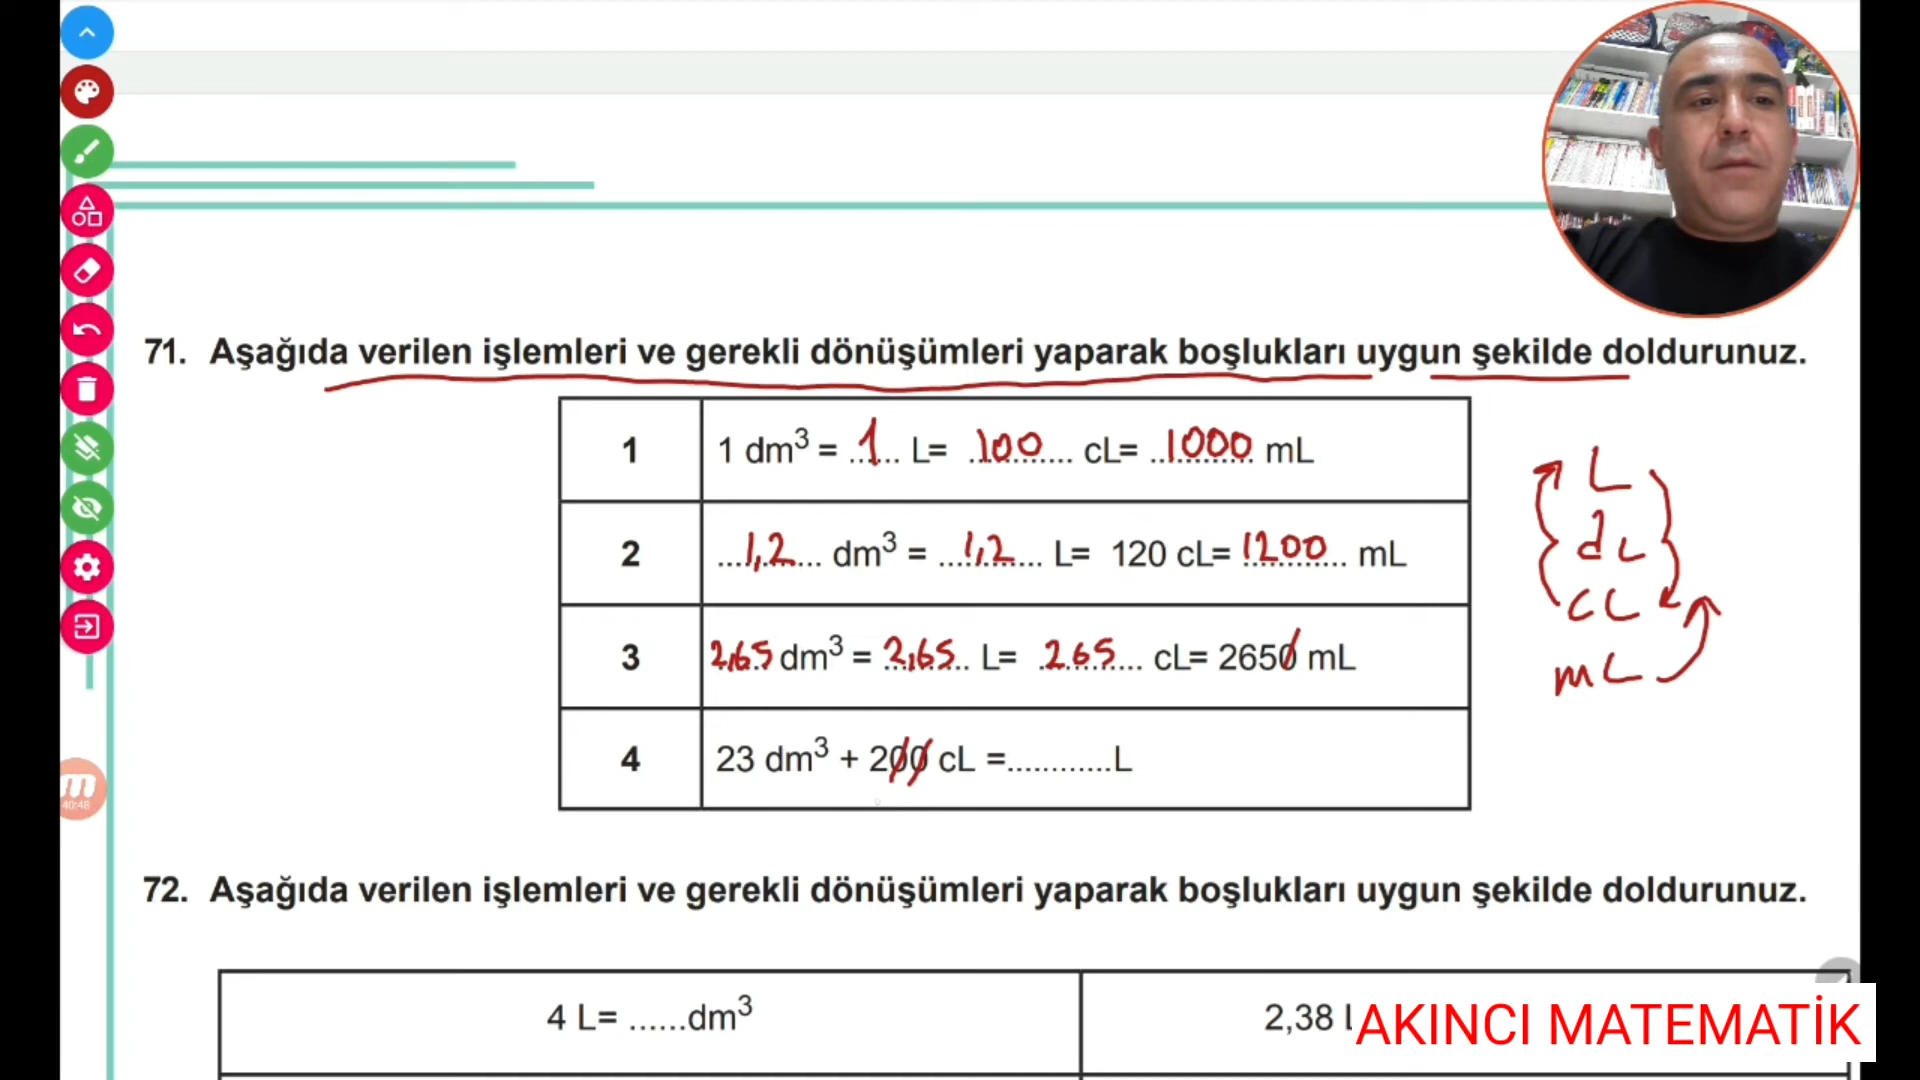 71. Aşağıda verilen işlemleri ve gerekli dönüşümleri yaparak boşlukları uygun şekilde doldurunuz.
1 1 dm³ = ..1.. L= ..100.. cL= ..1000.. mL
2 ..1,2.. dm³ = ..1,2.. L= 120 cL= ..1200.. mL
3 2,65 dm³ = 2,65 L= 265 cL= 2650 mL
4 23 dm³ + 200 cL =............L
L
dL
cL
mL
m
40:48
72. Aşağıda verilen işlemleri ve gerekli dönüşümleri yaparak boşlukları uygun şekilde doldurunuz.
4 L= ......dm³
2,38
AKINCI MATEMATİK